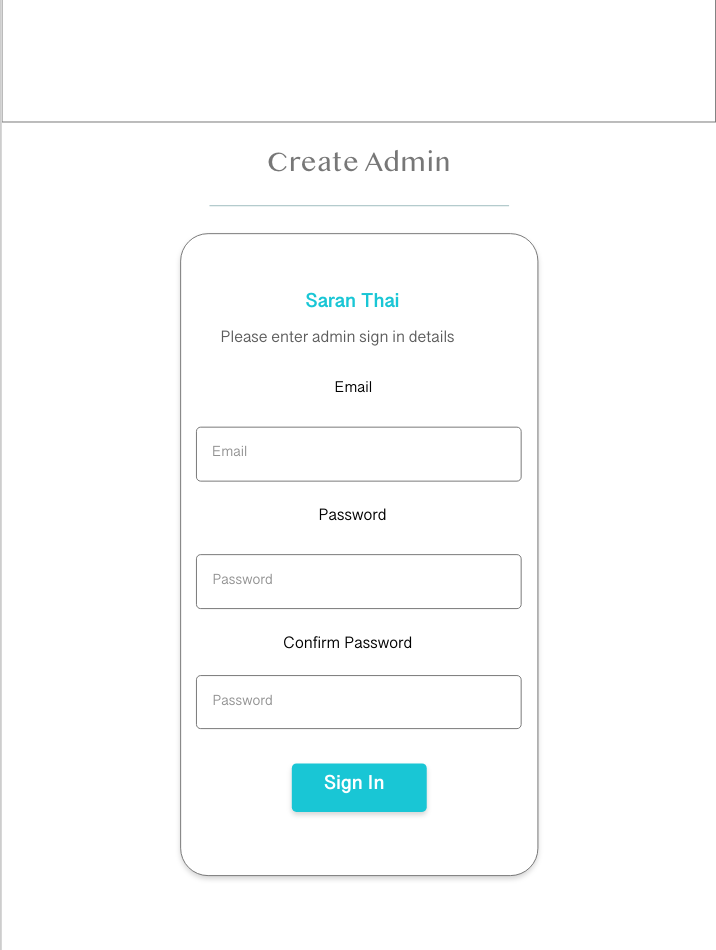 Create Admin
Saran Thai
Please enter admin sign in details
Email
Email
Password
Password
Confirm Password
Password
Sign In